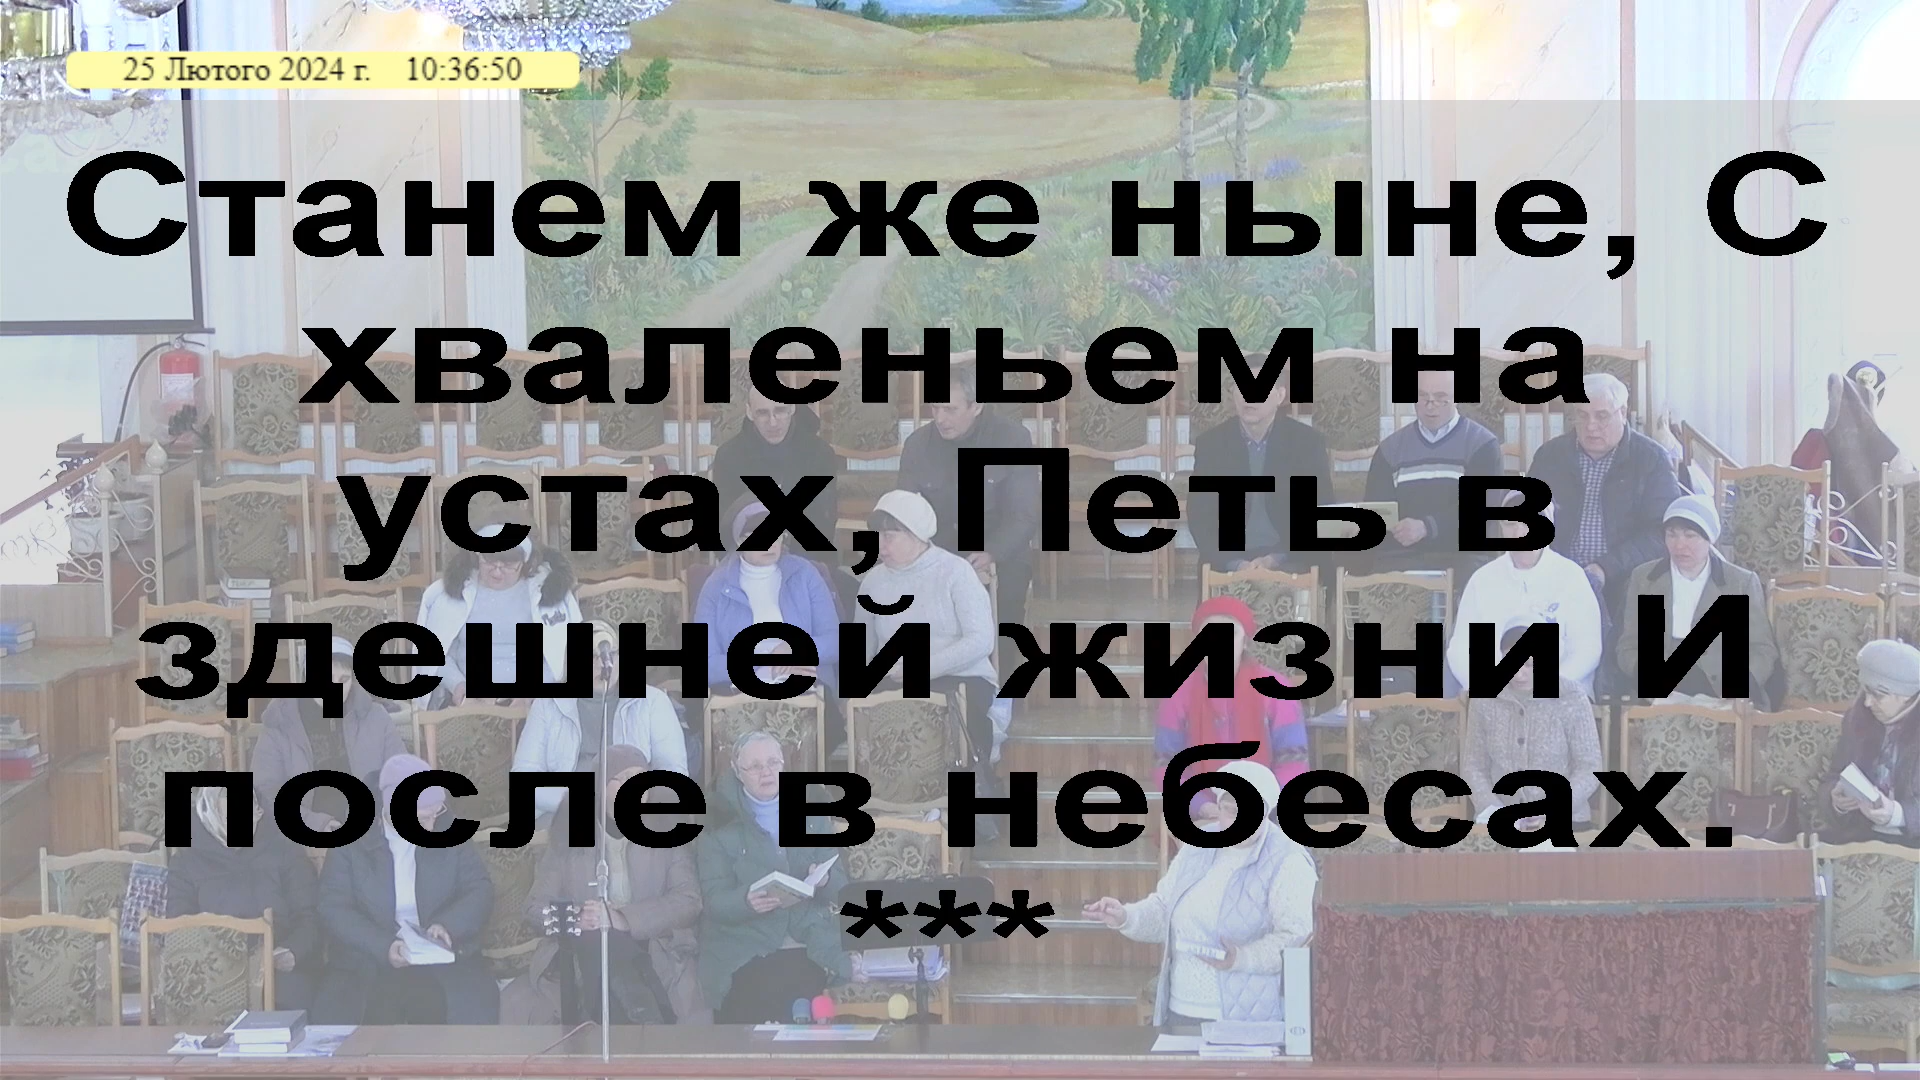 25 Лютого 2024 г. 10:36:50
Станем же ныне, С
хваленьем на
устах, Петь в
здешней жизни И
после в небесах.
***